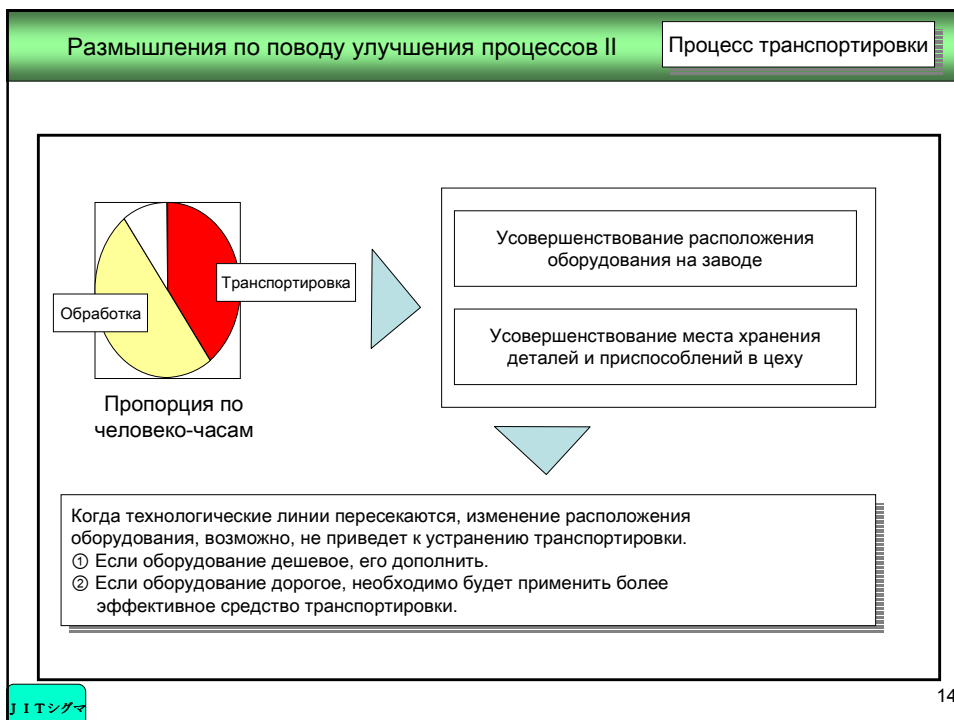 Размышления по поводу улучшения процессов II
Процесс транспортировки
Транспортировка
Обработка
Пропорция по
человеко-часам
Усовершенствование расположения
оборудования на заводе
Усовершенствование места хранения
деталей и приспособлений в цеху
Когда технологические линии пересекаются, изменение расположения
оборудования, возможно, не приведет к устранению транспортировки.
① Если оборудование дешевое, его дополнить.
② Если оборудование дорогое, необходимо будет применить более
эффективное средство транспортировки.
JITシグマ
14